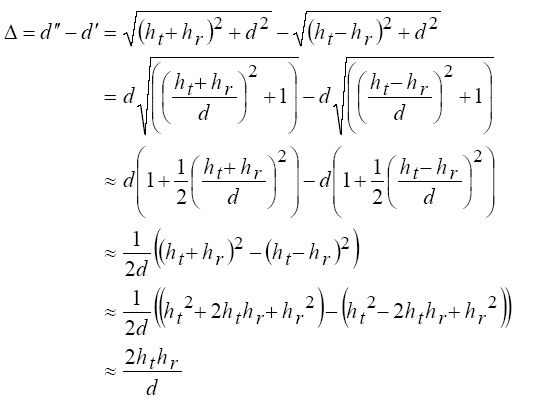 Δ = d″ − d′ = √((h_t + h_r)² + d²) − √((h_t − h_r)² + d²)
= d√(((h_t + h_r)/d)² + 1) − d√(((h_t − h_r)/d)² + 1)
≈ d(1 + 1/2((h_t + h_r)/d)²) − d(1 + 1/2((h_t − h_r)/d)²)
≈ 1/(2d) ((h_t + h_r)² − (h_t − h_r)²)
≈ 1/(2d) ((h_t² + 2h_t h_r + h_r²) − (h_t² − 2h_t h_r + h_r²))
≈ 2h_t h_r/d